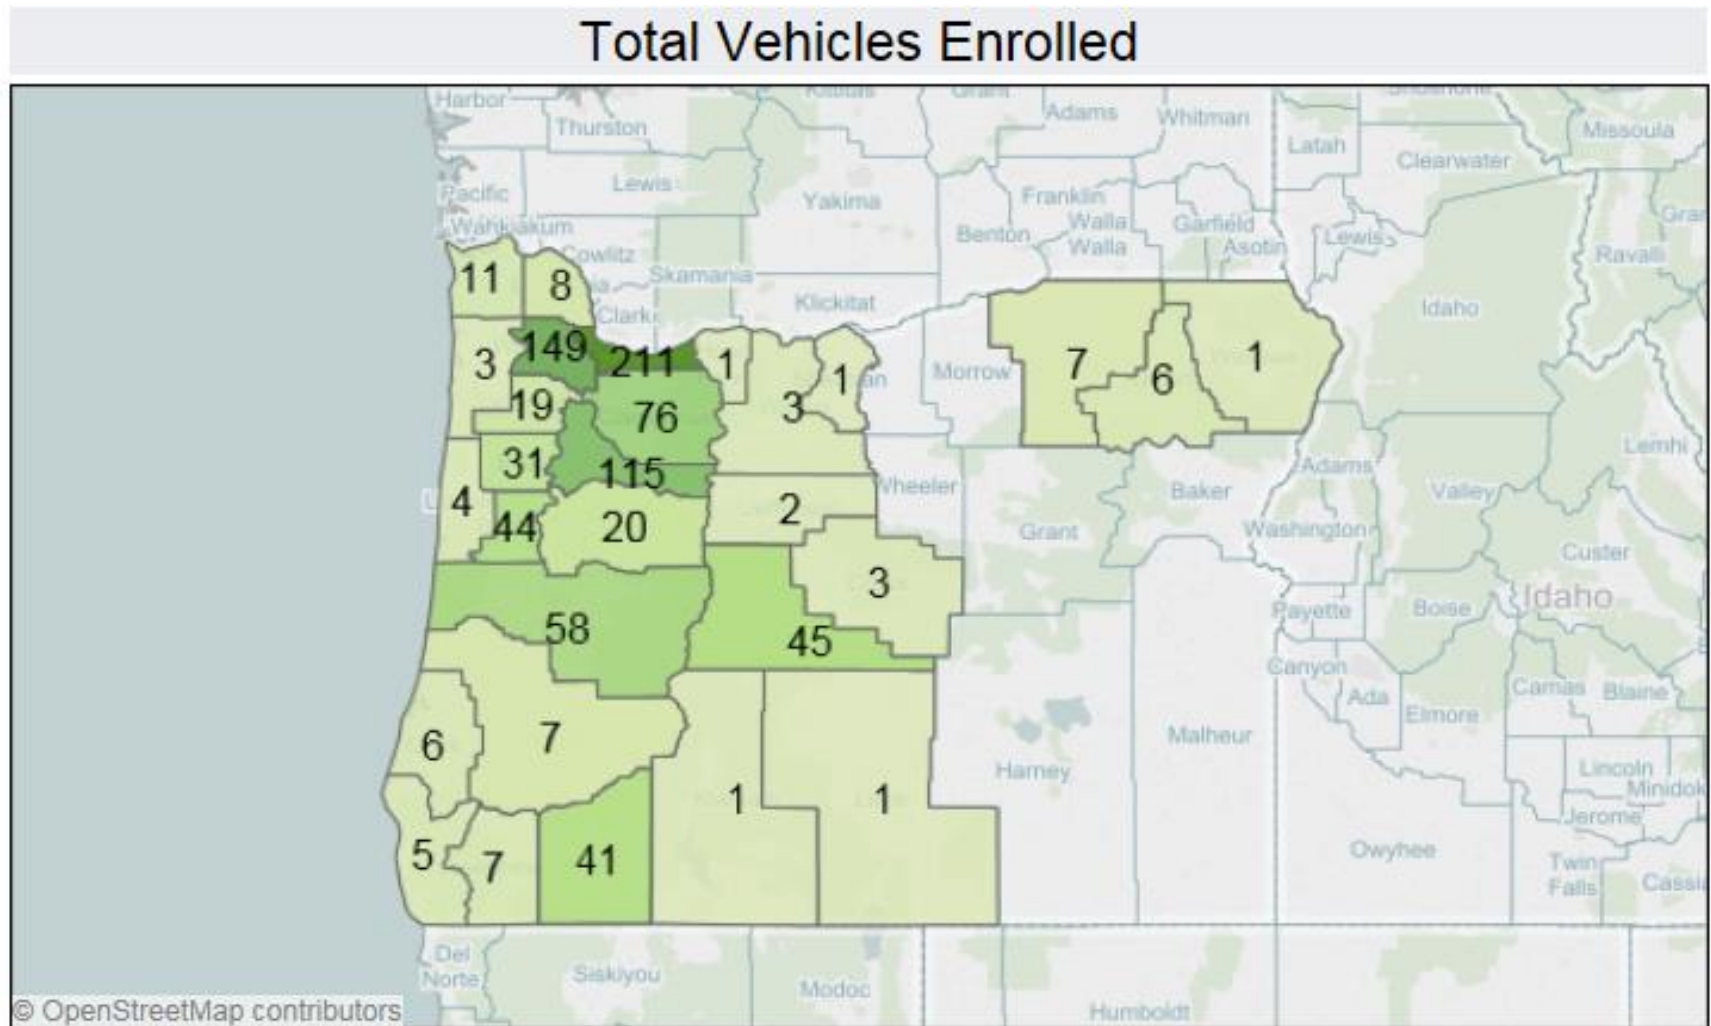 Total Vehicles Enrolled
Harbor
Adams
Whitman
Thurston
Missoula
Latah
Clearwater
Lewis
Pacific
Yakima
Franklin
Wahkiakum
Benton
Walla
Walla
Garfield
Asotin
Lewis
Ravalli
Cowlitz
Skamania
Klickitat
Clark
Idaho
11
8
149
211
3
1
3
1
Morrow
7
6
1
19
76
31
115
Lemhi
Adams
Wheeler
Baker
Valley
4
44
20
2
Grant
Washington
Custer
3
Idaho
Payette
Boise
58
45
Canyon
Ada
Camas
Blaine
Elmore
6
7
Malheur
Harney
Lincoln
1
1
Jerome
5
7
41
Owyhee
Twin
Falls
Del
Norte
Siskiyou
Modoc
Humboldt
© OpenStreetMap contributors